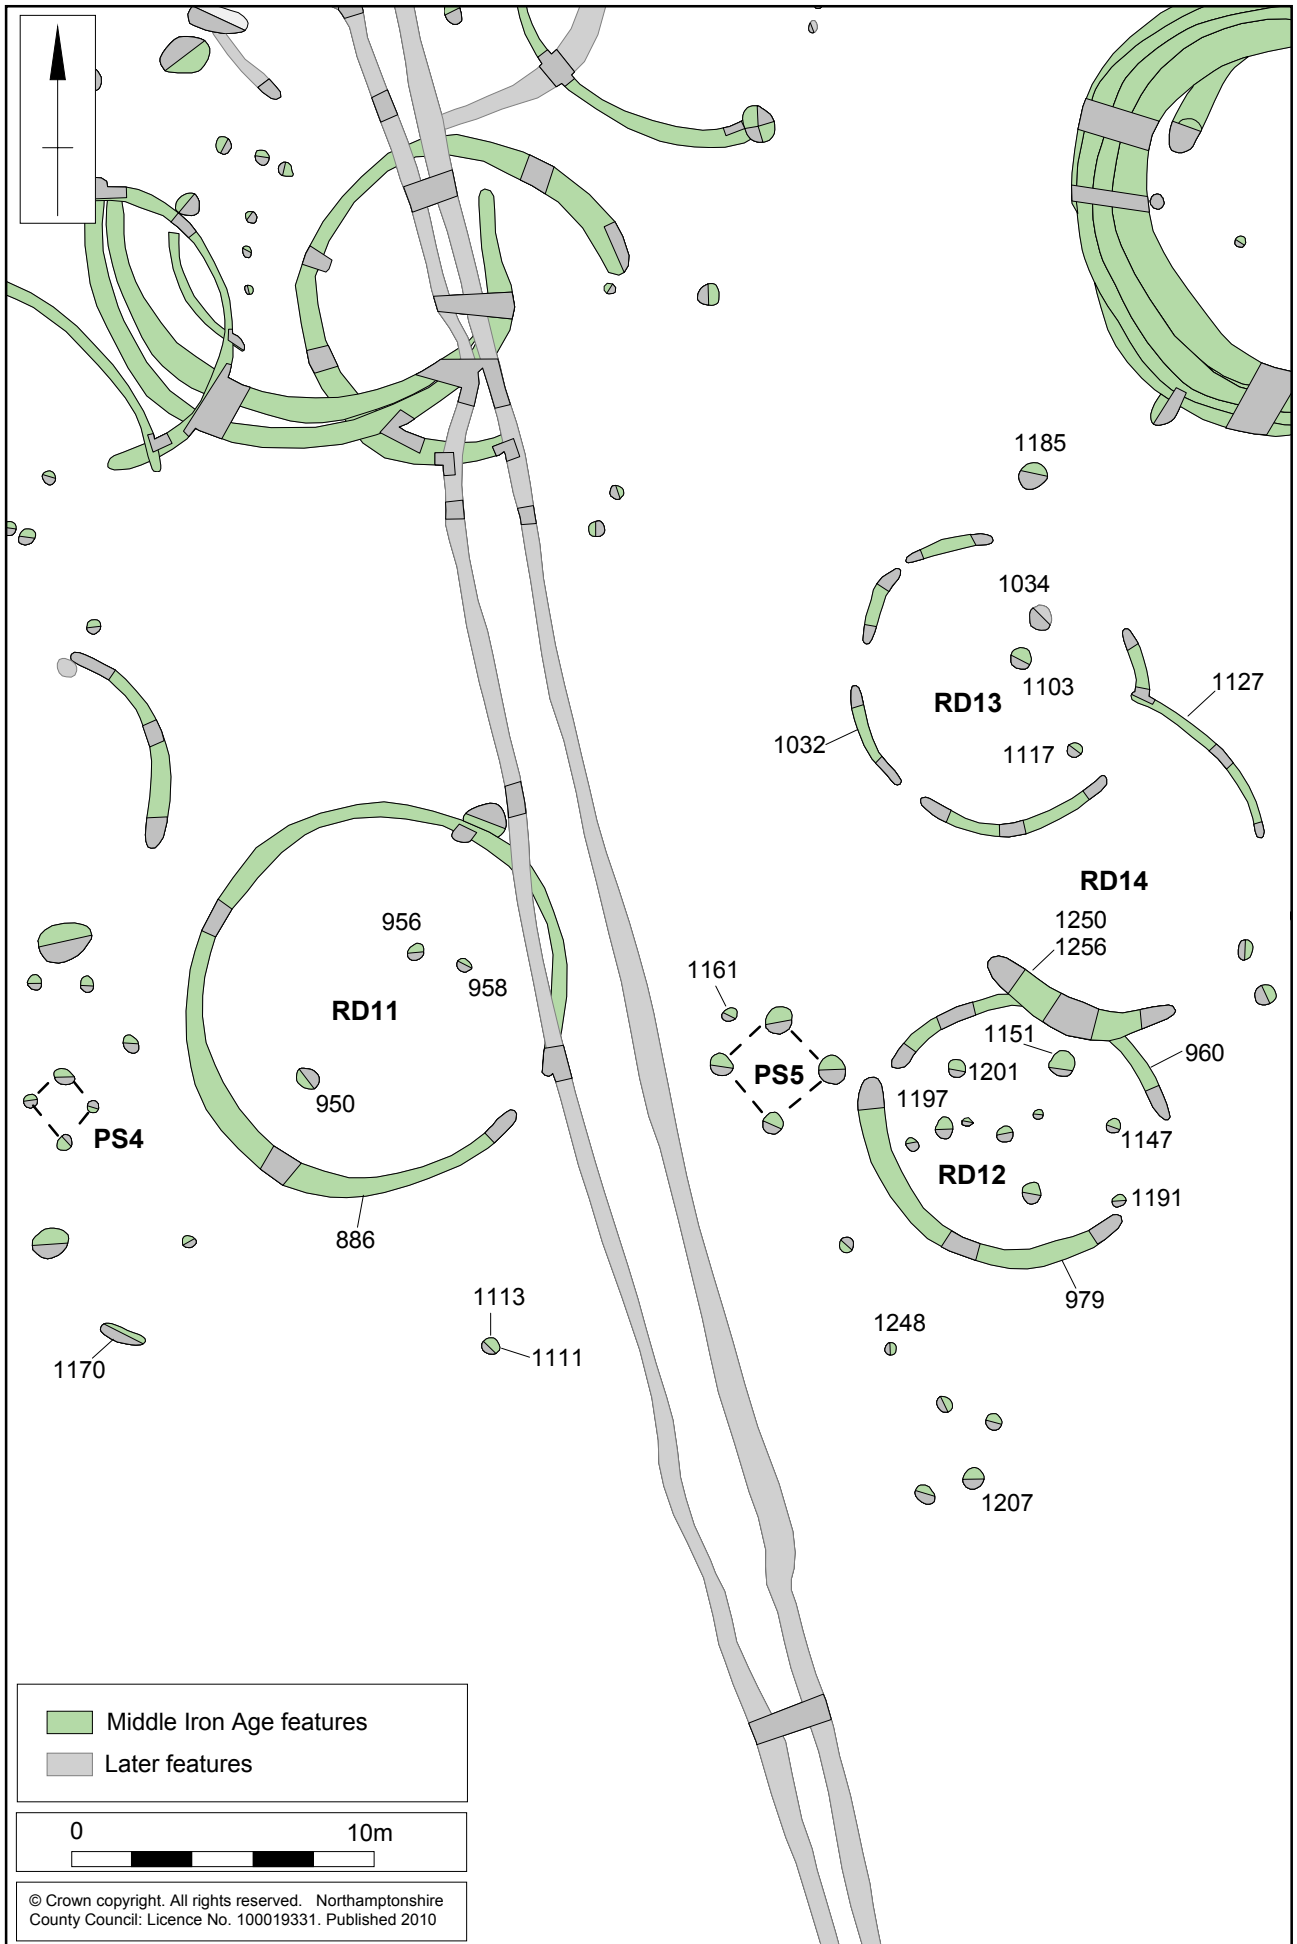 1185
1034
1103
1127
RD13
1032
1117
RD14
1250
1256
956
958
1161
RD11
1151
960
PS5
1201
950
1197
PS4
1147
RD12
1191
886
979
1113
1248
1111
1170
1207
Middle Iron Age features
Later features
0 10m
© Crown copyright. All rights reserved. Northamptonshire
County Council: Licence No. 100019331. Published 2010